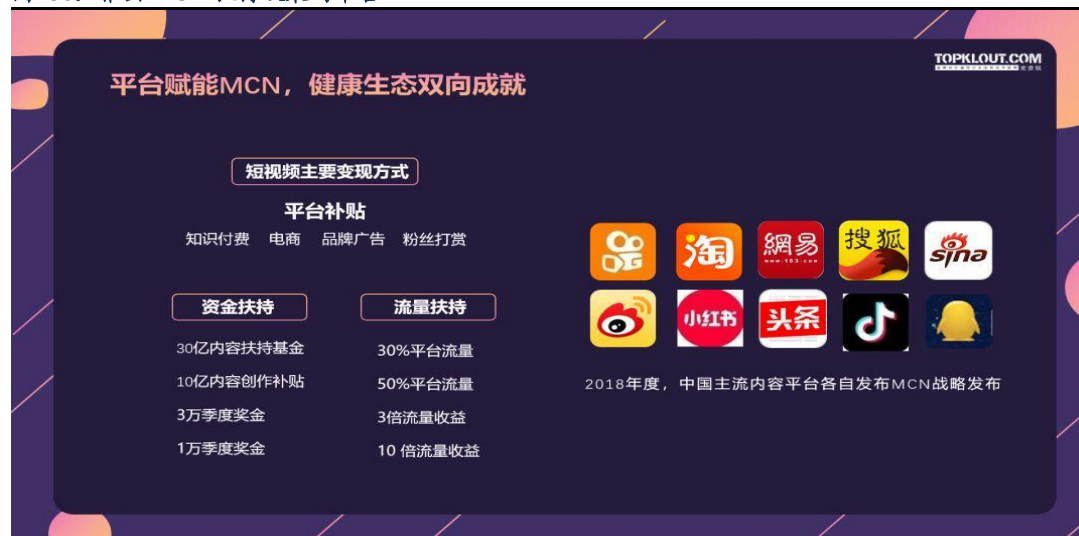 TOPKLOUT.COM
平台赋能MCN，健康生态双向成就
短视频主要变现方式
平台补贴
知识付费 电商 品牌广告 粉丝打赏
资金扶持 流量扶持
30亿内容扶持基金 30%平台流量
10亿内容创作补贴 50%平台流量
3万季度奖金 3倍流量收益
1万季度奖金 10 倍流量收益
淘 網易 搜狐 sina
www.163.com
小红书 头条
2018年度，中国主流内容平台各自发布MCN战略发布